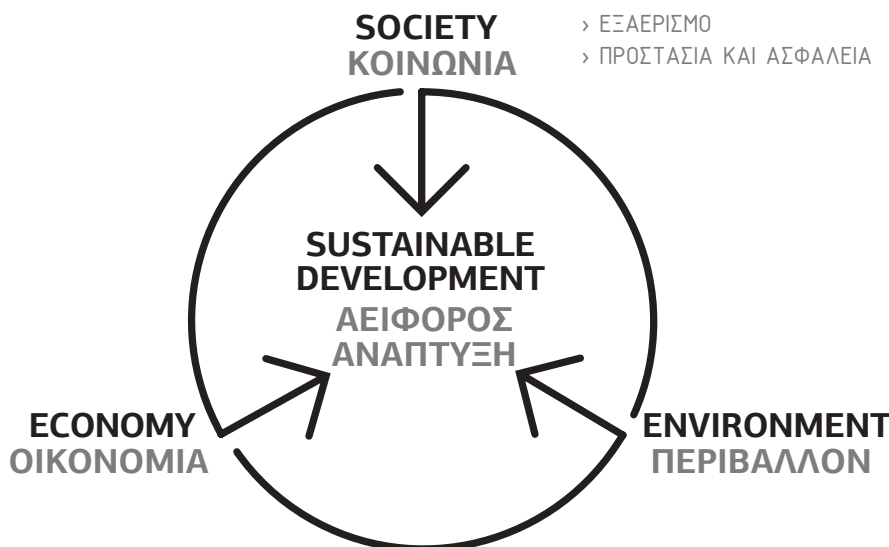 SOCIETY
ΚΟΙΝΩΝΙΑ
› ΕΞΑΕΡΙΣΜΟ
› ΠΡΟΣΤΑΣΙΑ ΚΑΙ ΑΣΦΑΛΕΙΑ
SUSTAINABLE
DEVELOPMENT
ΑΕΙΦΟΡΟΣ
ΑΝΑΠΤΥΞΗ
ECONOMY
ΟΙΚΟΝΟΜΙΑ
ENVIRONMENT
ΠΕΡΙΒΑΛΛΟΝ